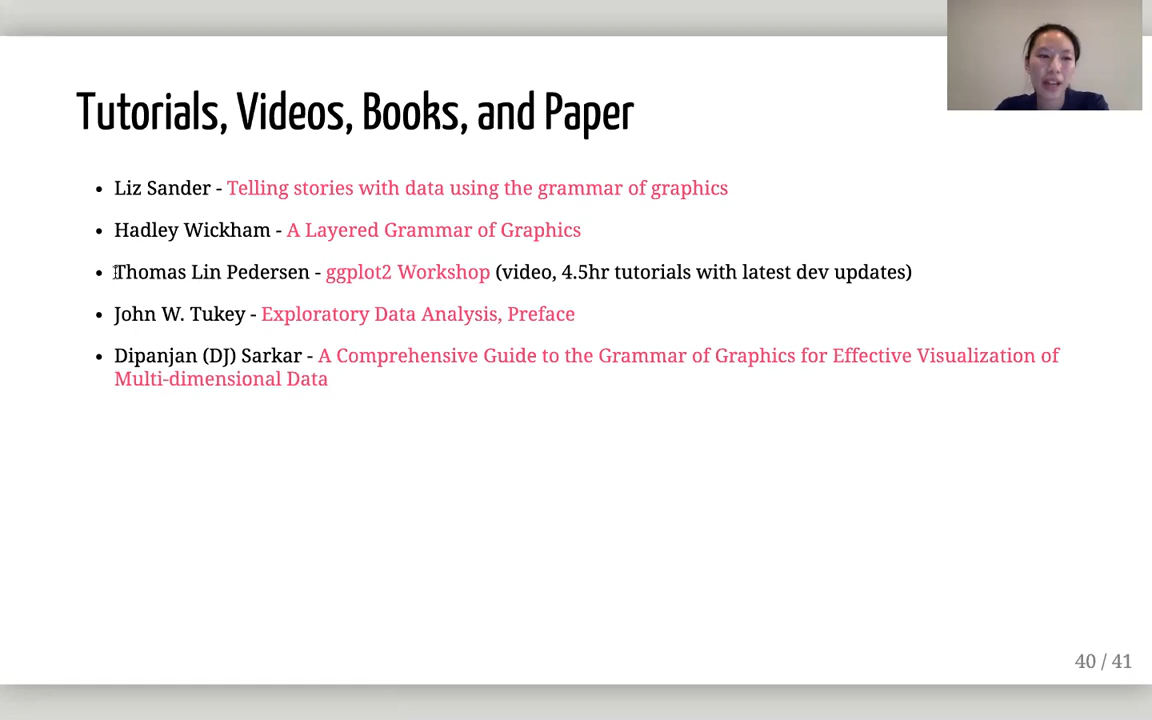 Tutorials, Videos, Books, and Paper
• Liz Sander - Telling stories with data using the grammar of graphics
• Hadley Wickham - A Layered Grammar of Graphics
• Thomas Lin Pedersen - ggplot2 Workshop (video, 4.5hr tutorials with latest dev updates)
• John W. Tukey - Exploratory Data Analysis, Preface
• Dipanjan (DJ) Sarkar - A Comprehensive Guide to the Grammar of Graphics for Effective Visualization of
Multi-dimensional Data
40 / 41